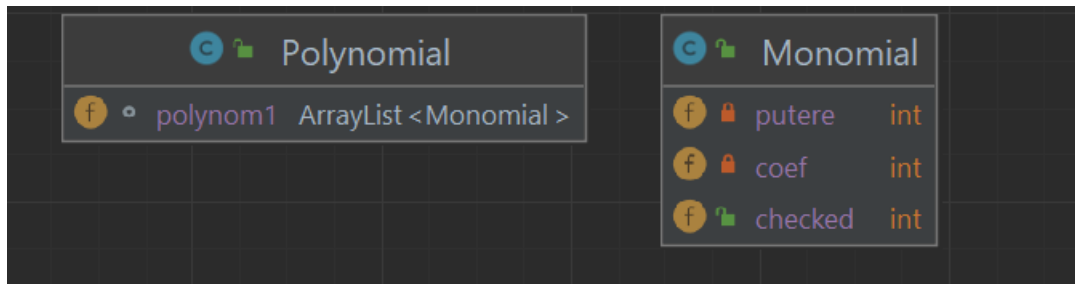 C Polynomial
f polynom1 ArrayList<Monomial>
C Monomial
f putere int
f coef int
f checked int